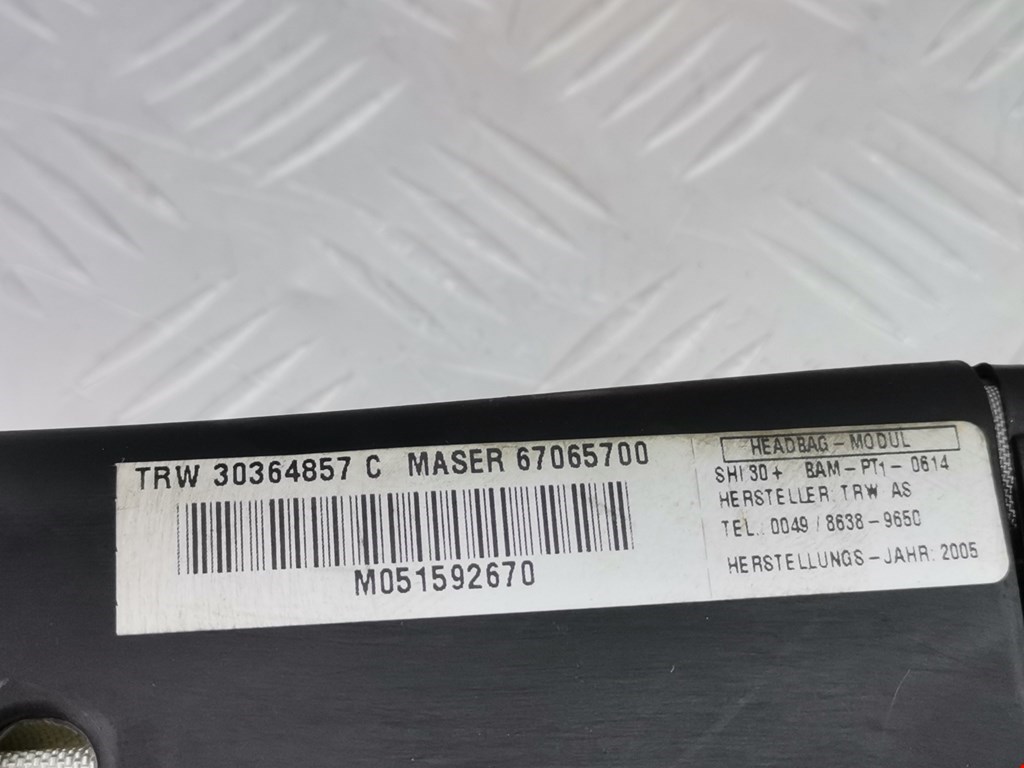 TRW 30364857 C MASER 67065700
M051592670
HEADBAG-MODUL
SHI 30+ BAM-PT1-0614
HERSTELLER: TRW AS
TEL.: 0049 / 8638-9650
HERSTELLUNGS-JAHR: 2005